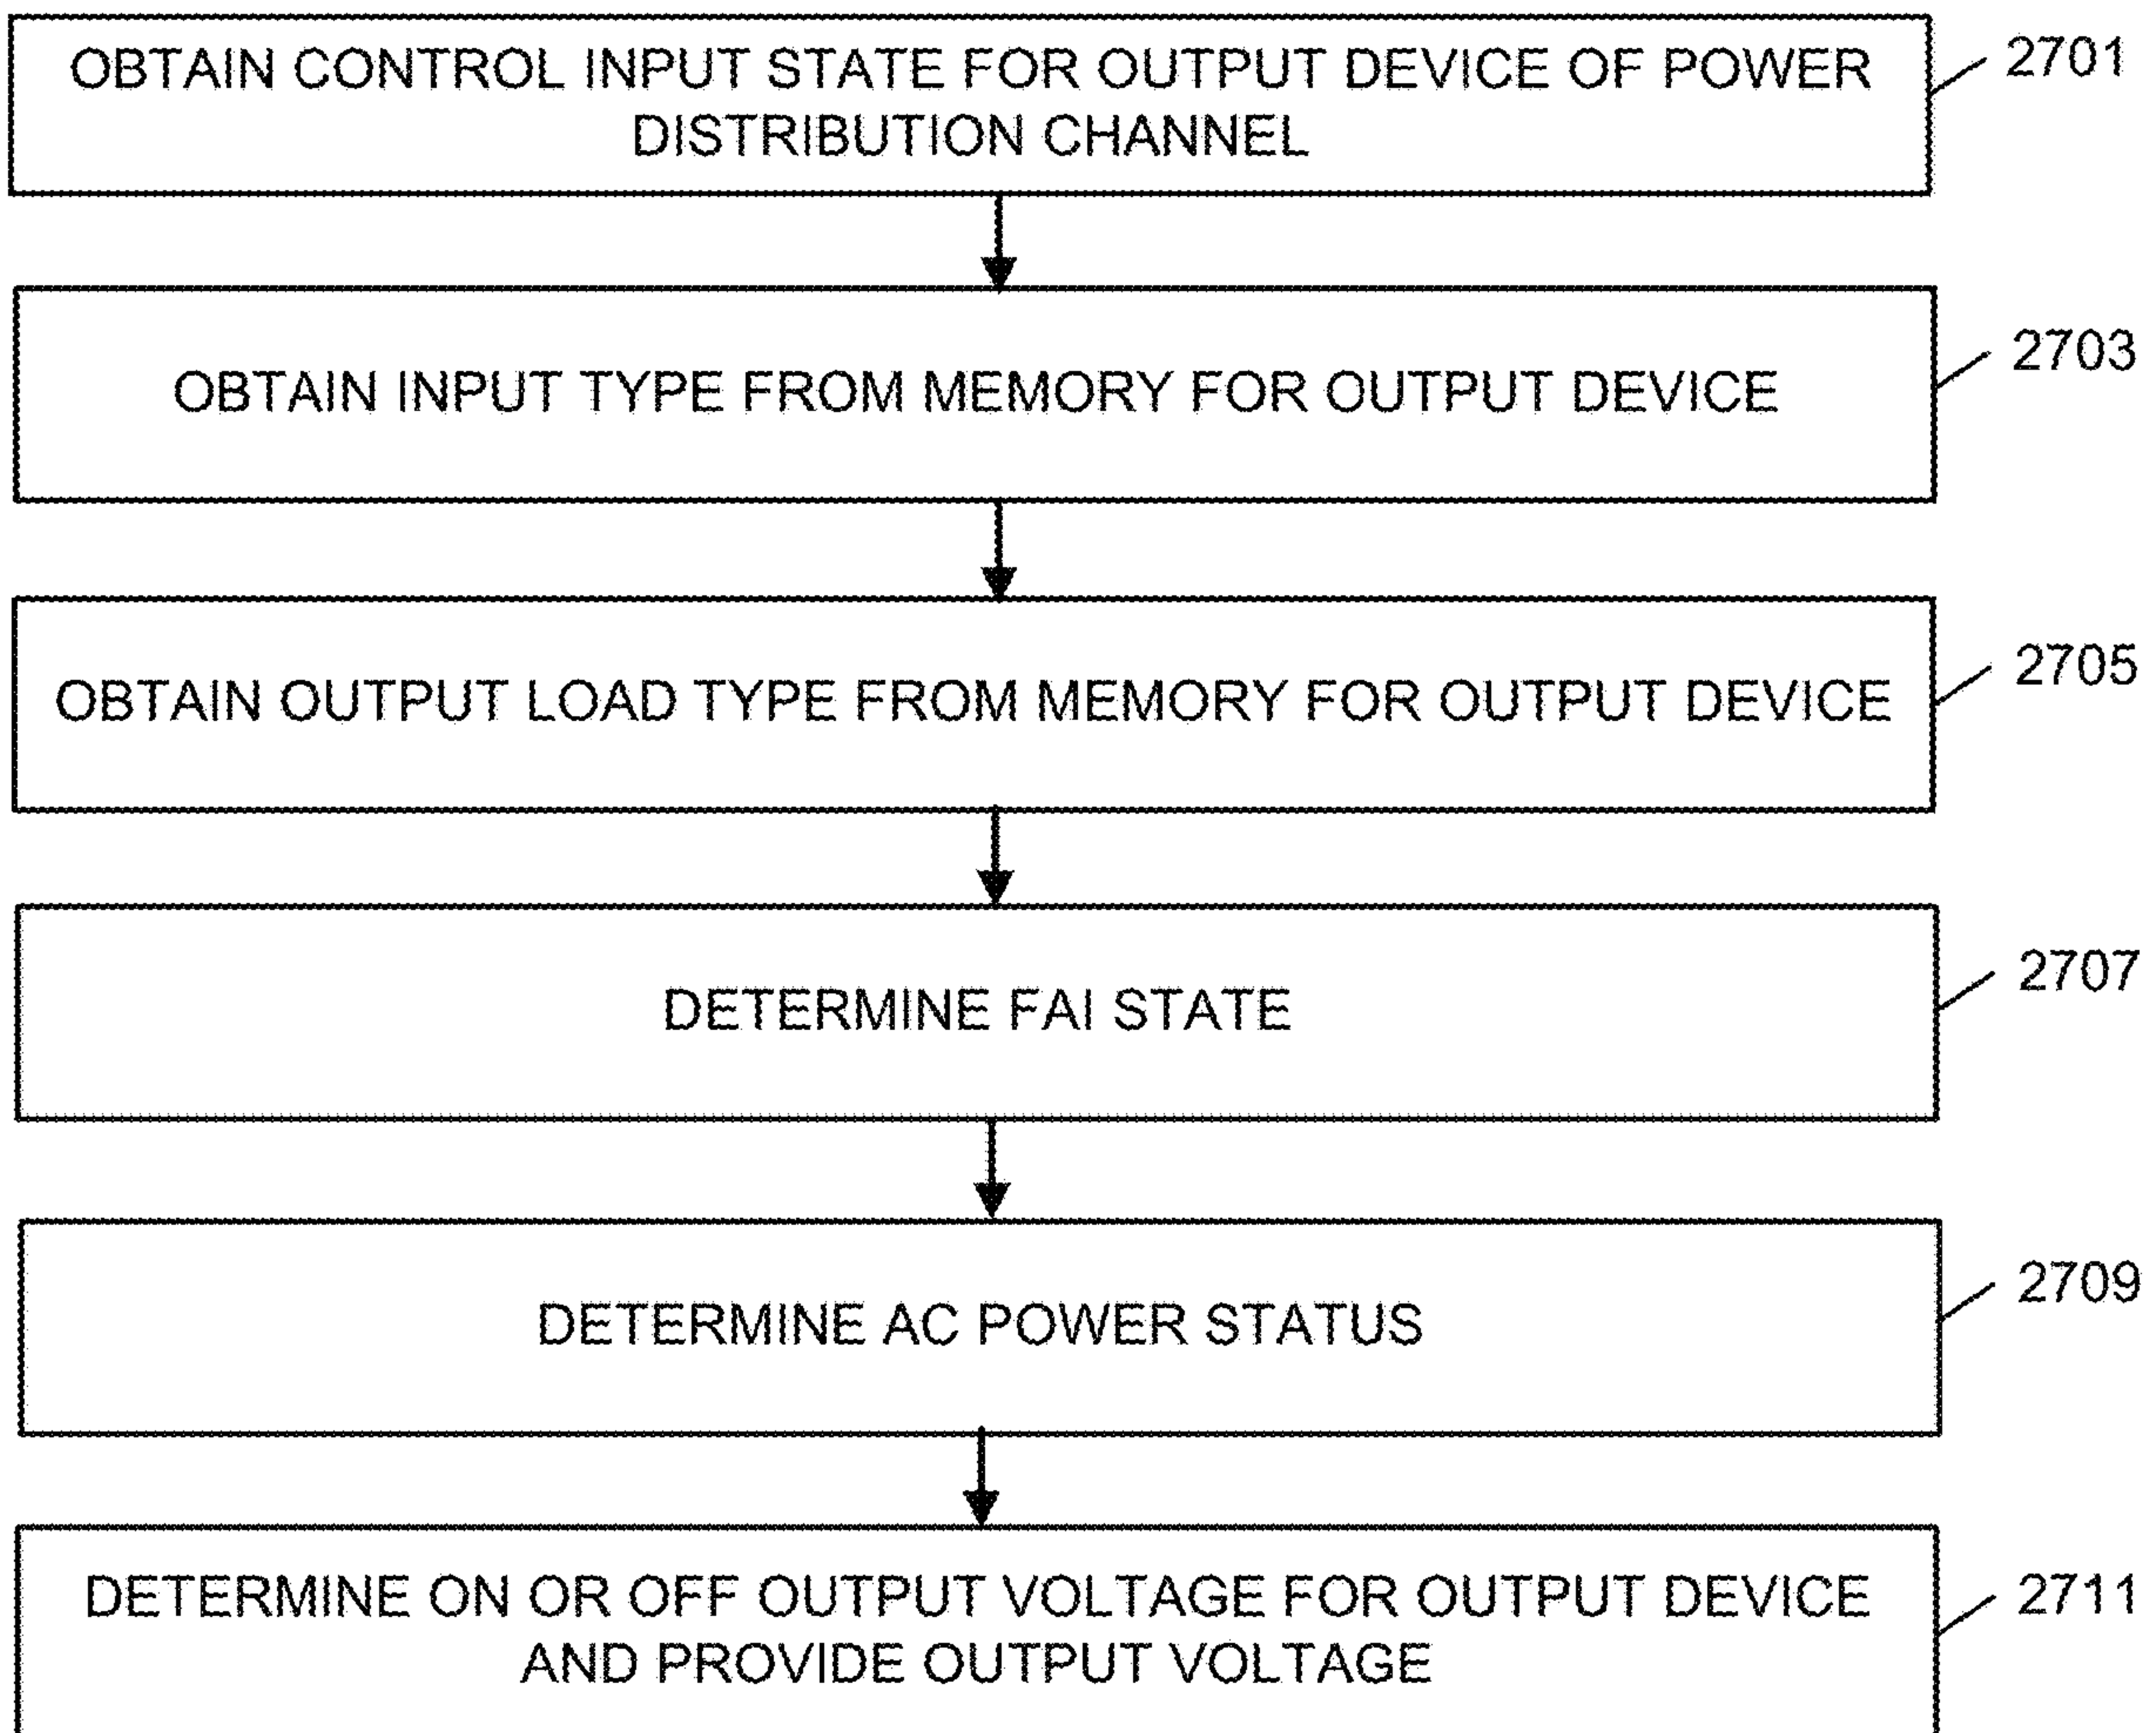 OBTAIN CONTROL INPUT STATE FOR OUTPUT DEVICE OF POWER
DISTRIBUTION CHANNEL
2701
OBTAIN INPUT TYPE FROM MEMORY FOR OUTPUT DEVICE
2703
OBTAIN OUTPUT LOAD TYPE FROM MEMORY FOR OUTPUT DEVICE
2705
DETERMINE FAI STATE
2707
DETERMINE AC POWER STATUS
2709
DETERMINE ON OR OFF OUTPUT VOLTAGE FOR OUTPUT DEVICE
AND PROVIDE OUTPUT VOLTAGE
2711